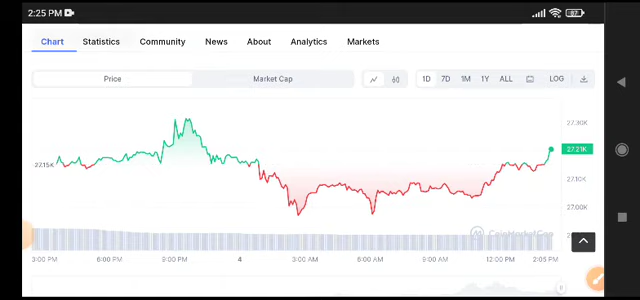 2:25 PM
87
Chart Statistics Community News About Analytics Markets
Price Market Cap 1D 7D 1M 1Y ALL LOG
27.30K
27.21K
27.15K
27.10K
27.00K
CoinMarketCap
3:00 PM 6:00 PM 9:00 PM 4 3:00 AM 6:00 AM 9:00 AM 12:00 PM 2:05 PM